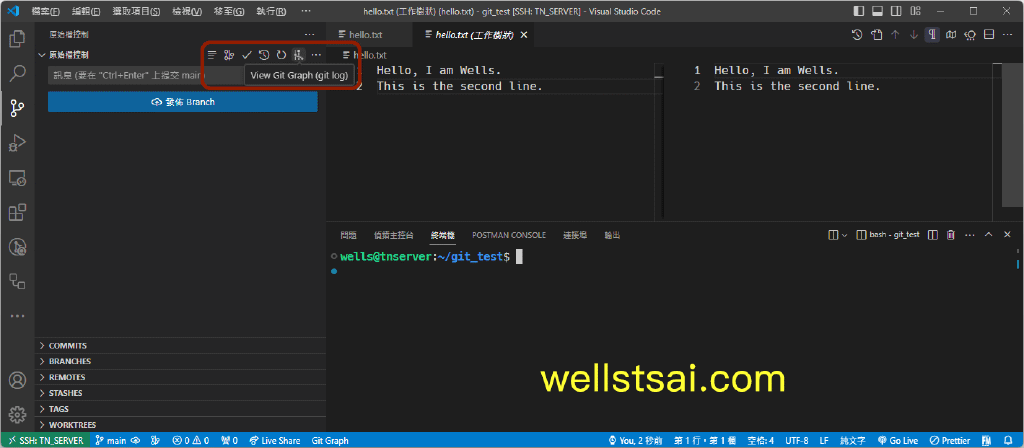 檔案(F) 編輯(E) 選取項目(S) 檢視(V) 移至(G) 執行(R) ···
hello.txt (工作樹狀) (hello.txt) - git_test [SSH: TN_SERVER] - Visual Studio Code
原始檔控制
原始檔控制
訊息 (要在 "Ctrl+Enter" 上提交 main)
View Git Graph (git log)
發佈 Branch
COMMITS
BRANCHES
REMOTES
STASHES
TAGS
WORKTREES
hello.txt
hello.txt (工作樹狀)
hello.txt
Hello, I am Wells.
2 This is the second line.
1 Hello, I am Wells.
2 This is the second line.
問題 偵錯主控台 終端機 POSTMAN CONSOLE 連接埠 輸出
bash - git_test
wells@tnserver:~/git_test$
wellstsai.com
SSH: TN_SERVER main 0 0 0 Live Share Git Graph
You, 2 秒前 第 1 行，第 1 欄 空格: 4 UTF-8 LF 純文字 Go Live Prettier